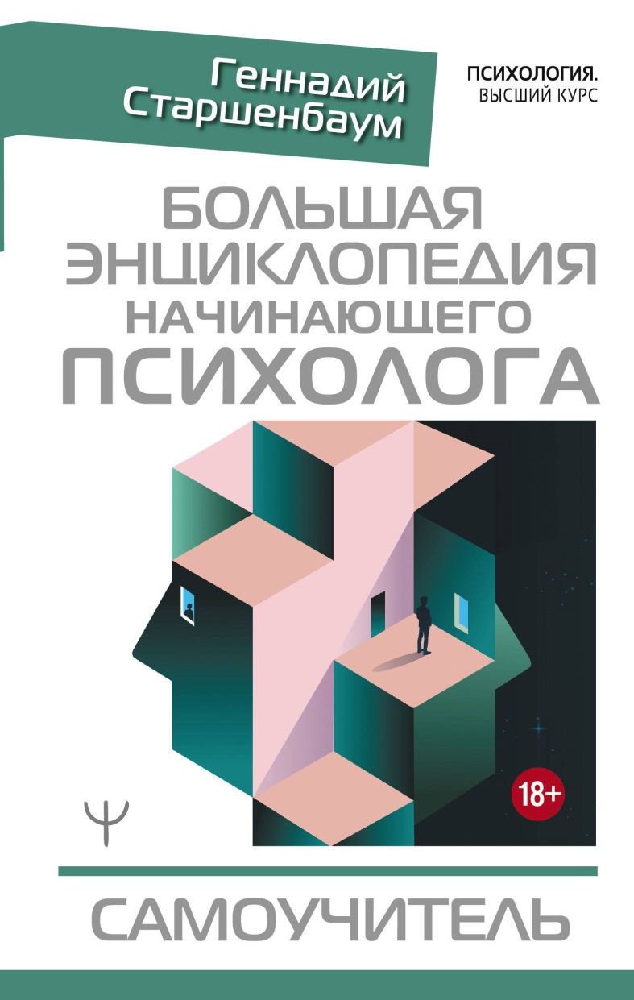 Геннадий
Старшенбаум
ПСИХОЛОГИЯ.
ВЫСШИЙ КУРС
БОЛЬШАЯ
ЭНЦИКЛОПЕДИЯ
НАЧИНАЮЩЕГО
ПСИХОЛОГА
18+
САМОУЧИТЕЛЬ